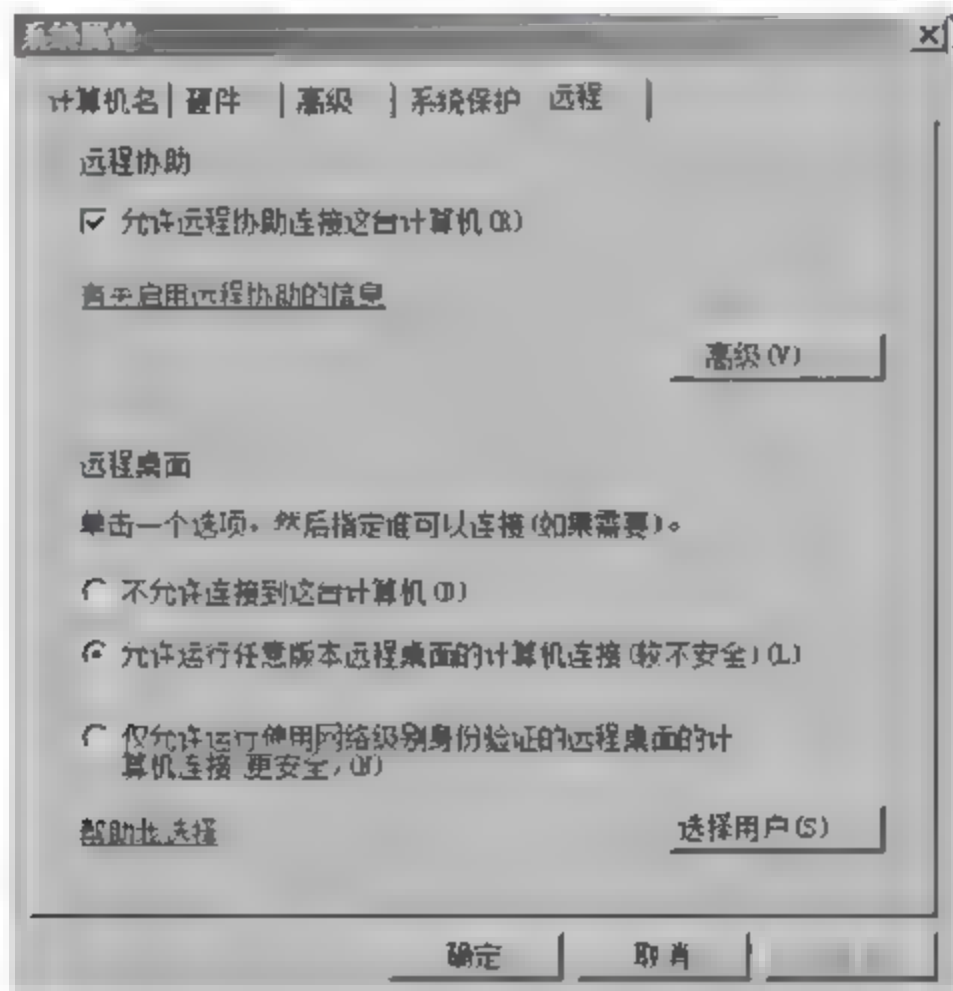 系统属性
计算机名 硬件 高级 系统保护 远程
远程协助
允许远程协助连接这台计算机(R)
启用远程协助的信息
高级(V)
远程桌面
单击一个选项，然后指定谁可以连接(如果需要)。
不允许连接到这台计算机(D)
允许运行任意版本远程桌面的计算机连接(较不安全)(L)
仅允许运行使用网络级别身份验证的远程桌面的计
算机连接 更安全)(N)
帮助我选择
选择用户(S)
确定 取消